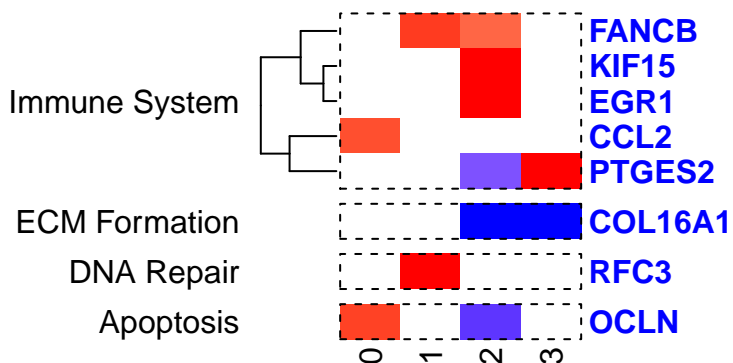 FANCB
KIF15
Immune System EGR1
CCL2
PTGES2
ECM Formation COL16A1
DNA Repair RFC3
Apoptosis OCLN
0 1 2 3